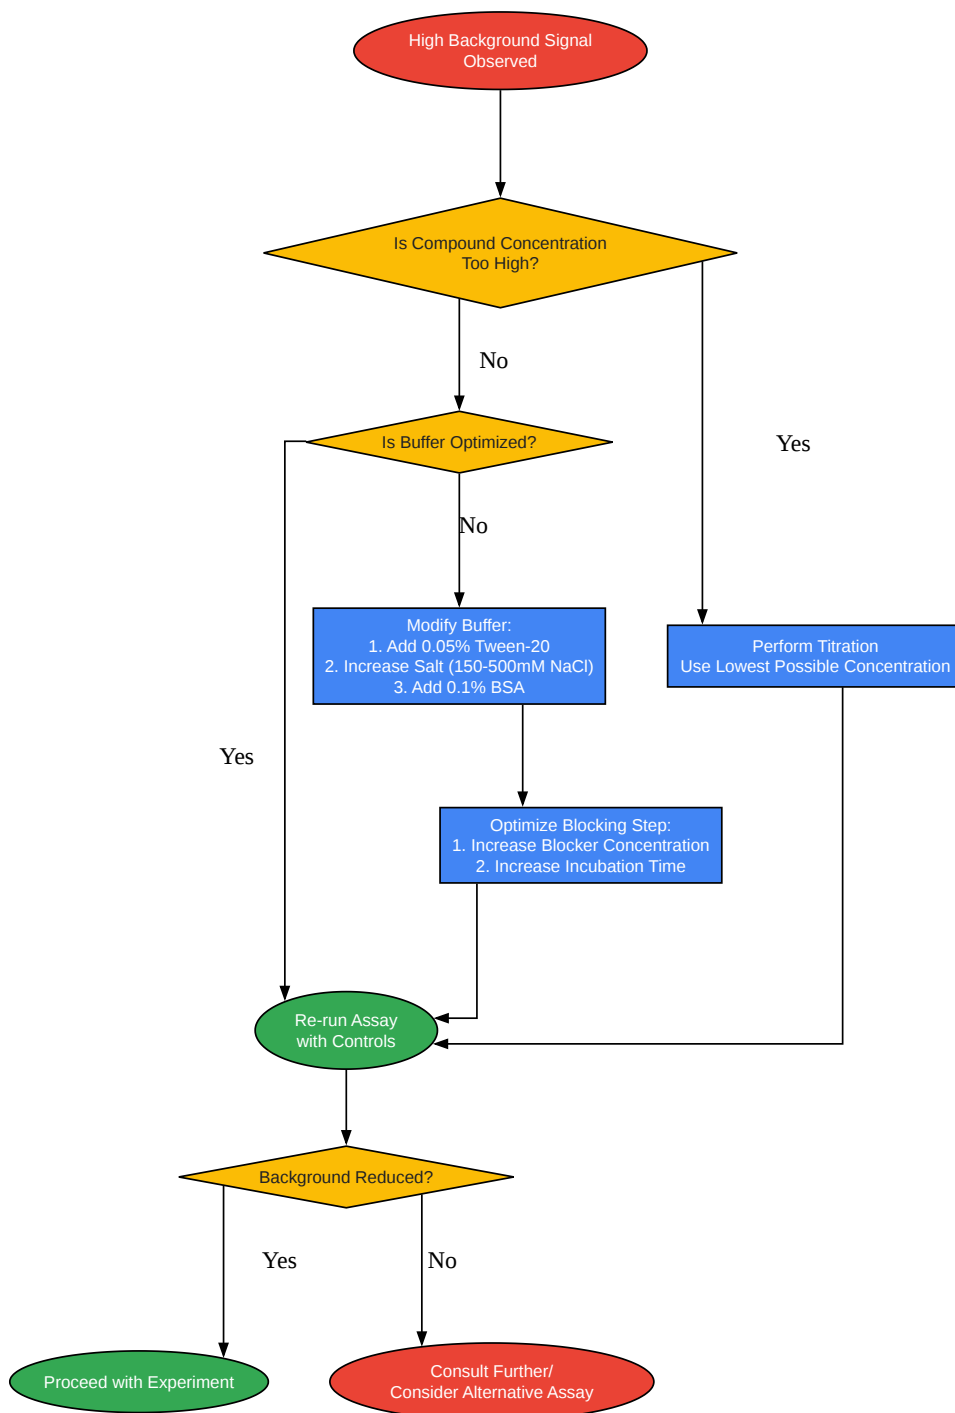 High Background Signal
Observed
Is Compound Concentration
Too High?
No
Is Buffer Optimized?
Yes
No
Modify Buffer:
1. Add 0.05% Tween-20
2. Increase Salt (150-500mM NaCl)
3. Add 0.1% BSA
Perform Titration
Use Lowest Possible Concentration
Yes
Optimize Blocking Step:
1. Increase Blocker Concentration
2. Increase Incubation Time
Re-run Assay
with Controls
Background Reduced?
Yes
No
Proceed with Experiment
Consult Further/
Consider Alternative Assay